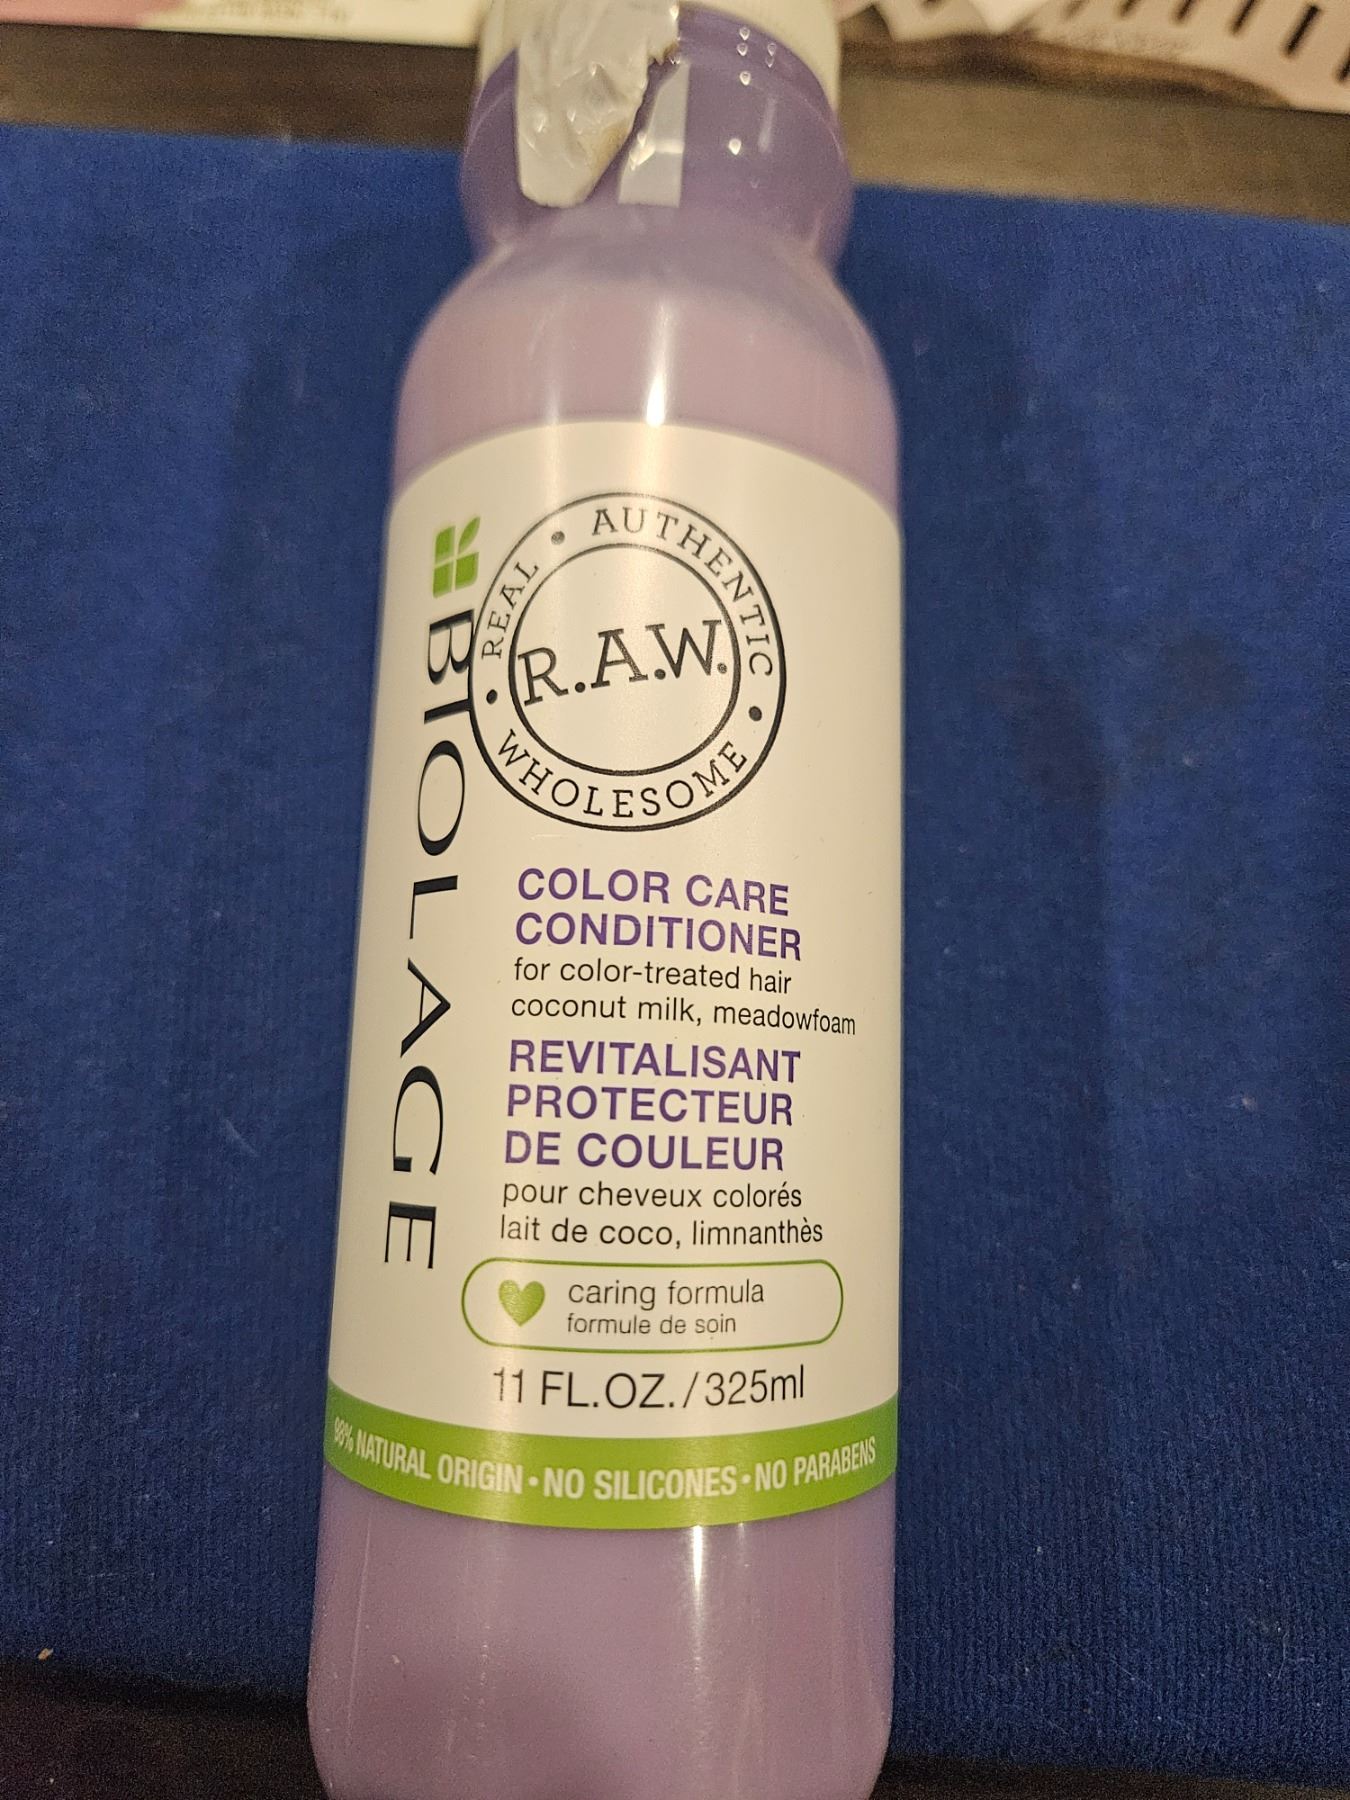 BIOLAGE
REAL • AUTHENTIC • WHOLESOME •
R.A.W.
COLOR CARE
CONDITIONER
for color-treated hair
coconut milk, meadowfoam
REVITALISANT
PROTECTEUR
DE COULEUR
pour cheveux colorés
lait de coco, limnanthès
caring formula
formule de soin
11 FL.OZ./325ml
NATURAL ORIGIN • NO SILICONES • NO PARABENS